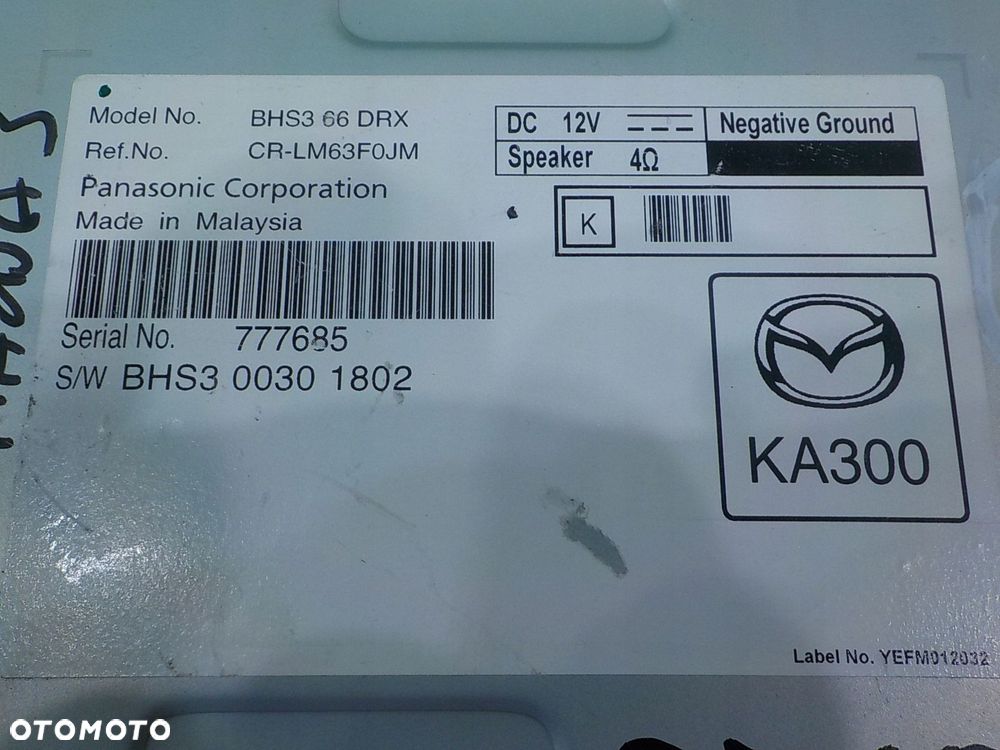 Model No. BHS3 66 DRX
Ref.No. CR-LM63F0JM
Panasonic Corporation
Made in Malaysia
Serial No. 777685
S/W BHS3 0030 1802
DC 12V
Negative Ground
Speaker 4Ω
K
KA300
Label No. YEFM012032
OTOMOTO